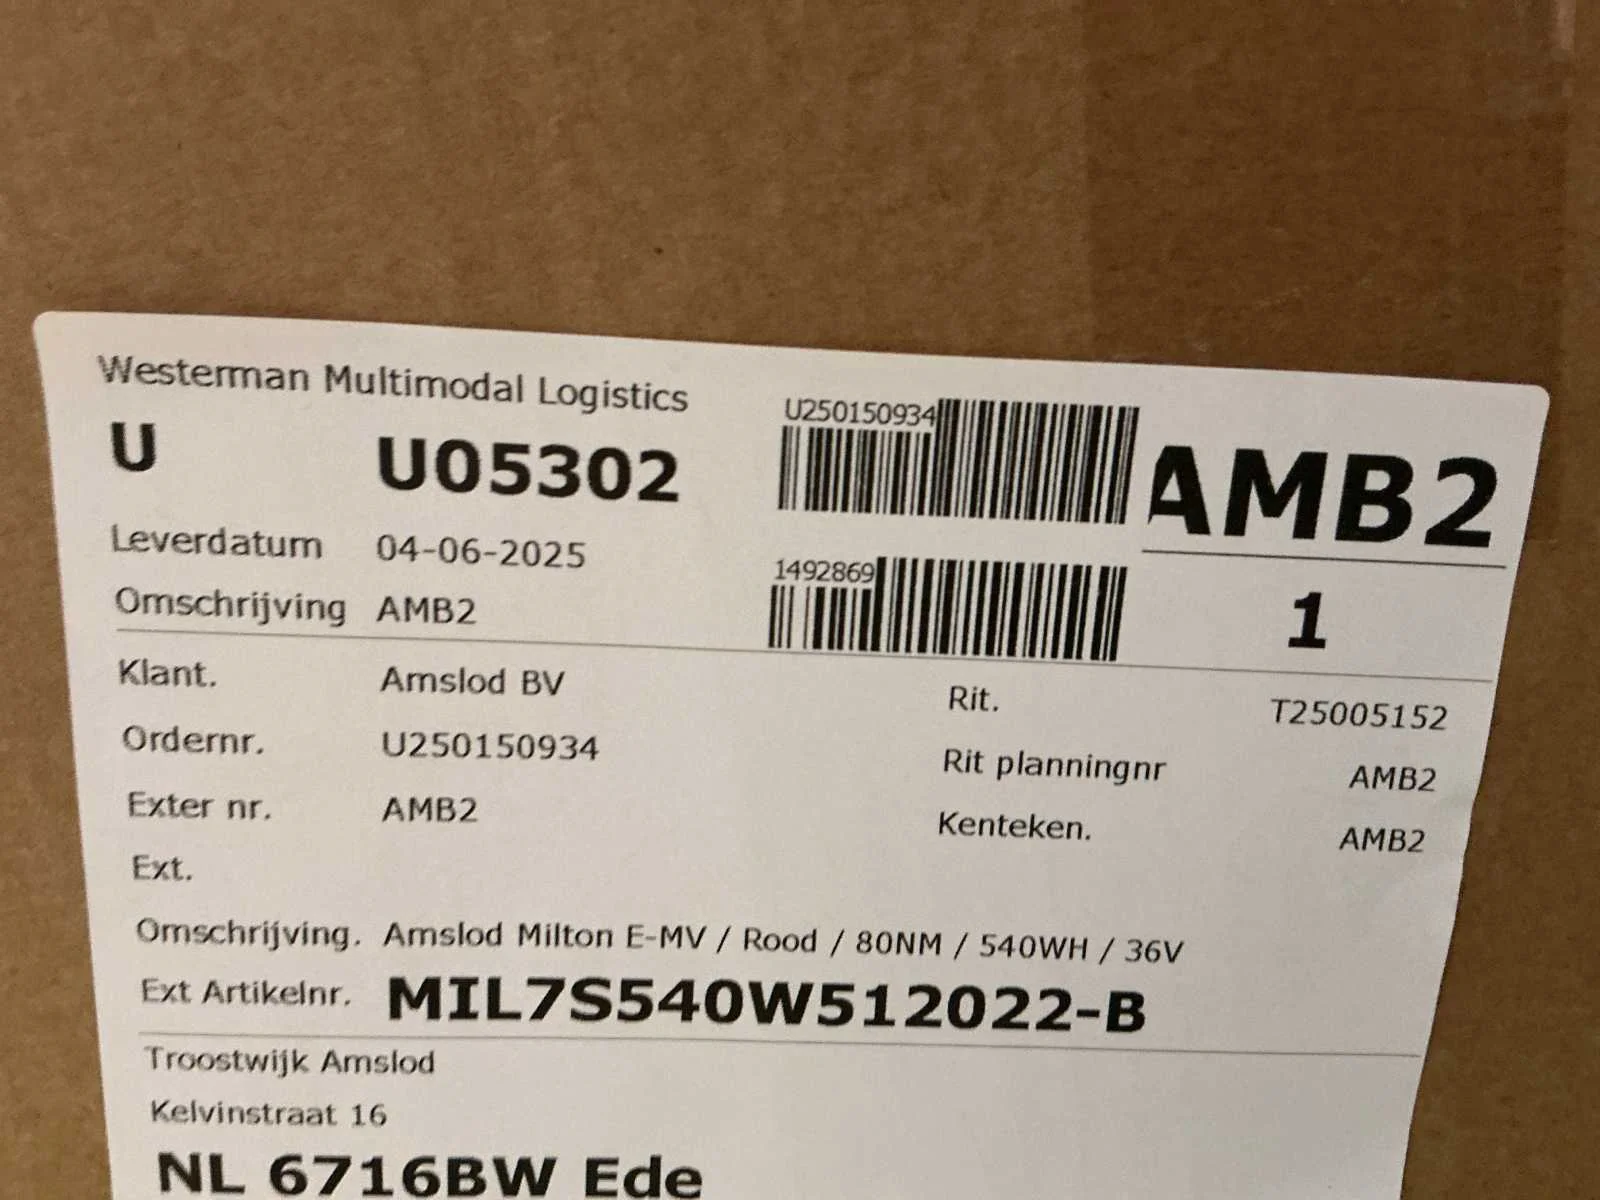 Westerman Multimodal Logistics
U U05302 U250150934 AMB2
Leverdatum 04-06-2025 1492869 1
Omschrijving AMB2
Klant. Amslod BV Rit. T25005152
Ordernr. U250150934 Rit planningnr AMB2
Exter nr. AMB2 Kenteken. AMB2
Ext.
Omschrijving. Amslod Milton E-MV / Rood / 80NM / 540WH / 36V
Ext Artikelnr. MIL7S540W512022-B
Troostwijk Amslod
Kelvinstraat 16
NL 6716BW Ede